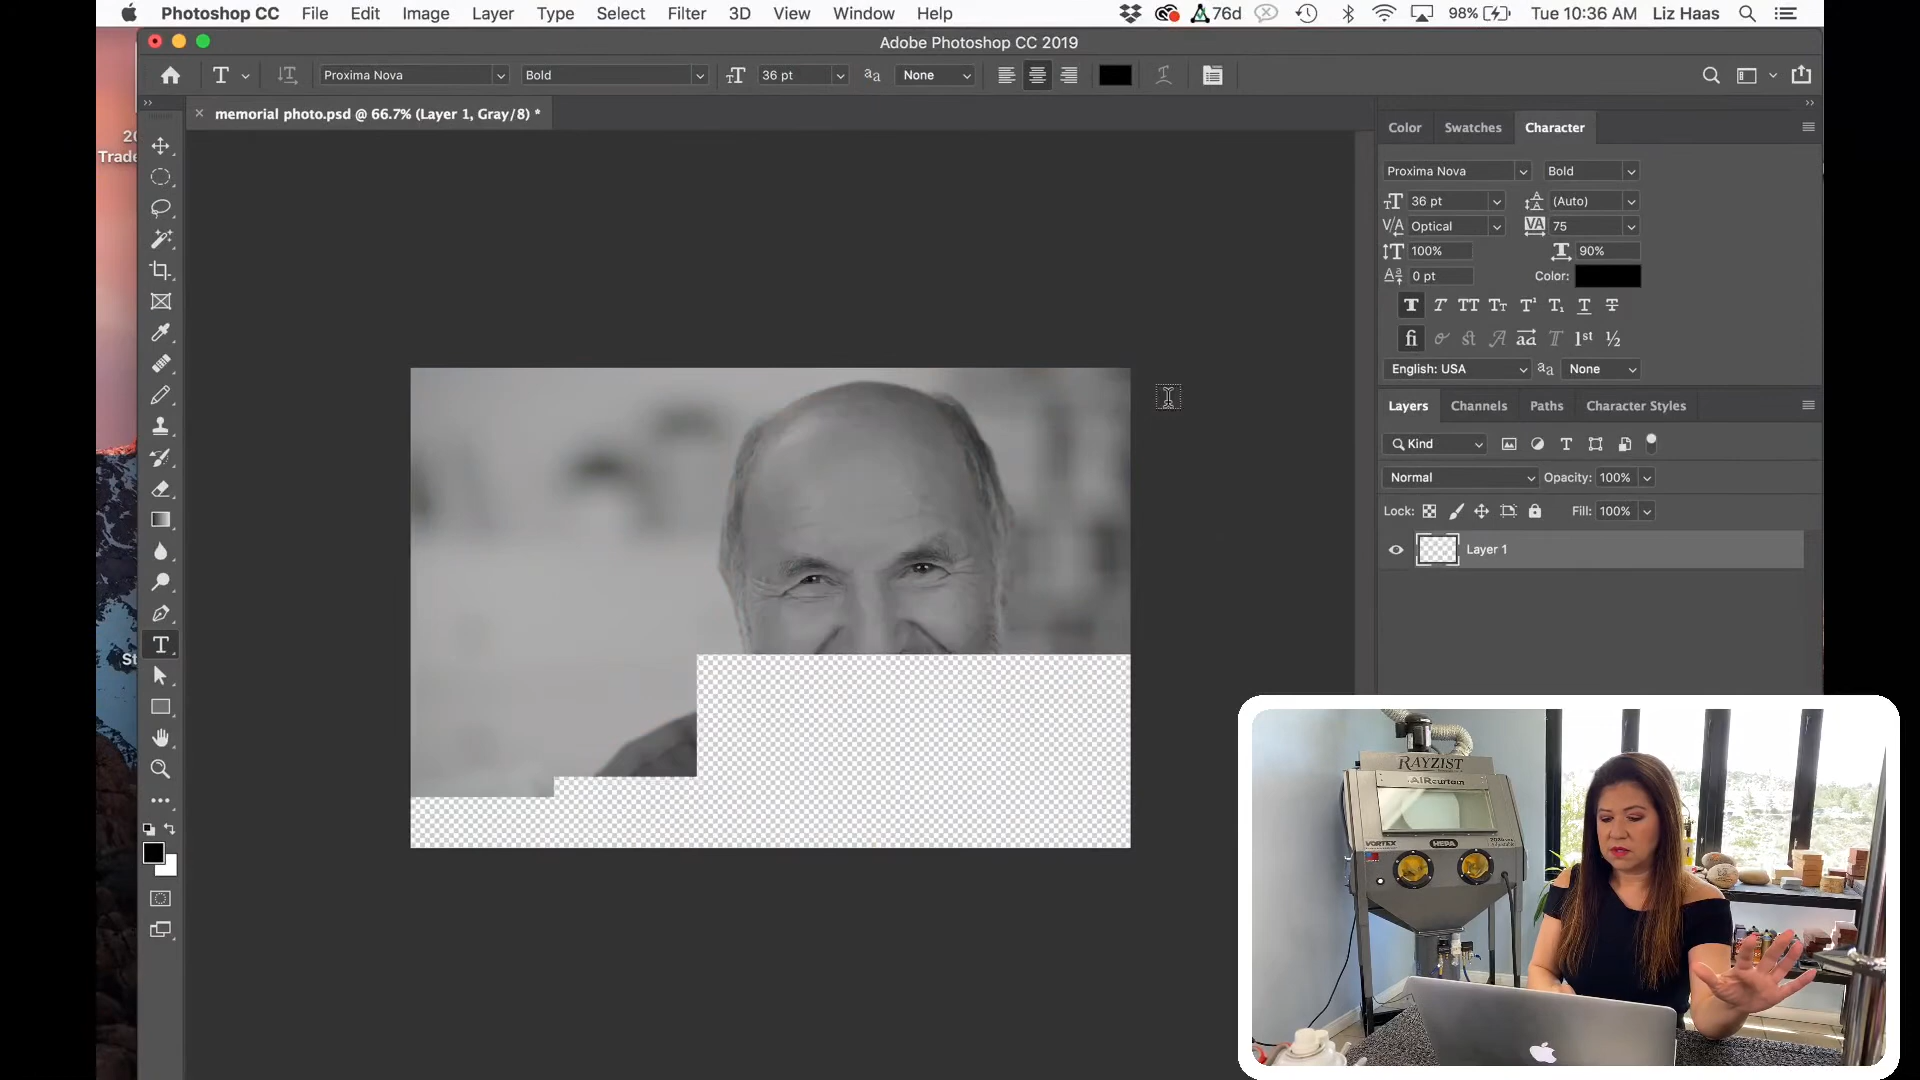 Photoshop CC File Edit Image Layer Type Select Filter 3D View Window Help 76d 98% Tue 10:36 AM Liz Haas
Adobe Photoshop CC 2019
T Proxima Nova Bold 36 pt None
memorial photo.psd @ 66.7% (Layer 1, Gray/8) *
Color Swatches Character
Proxima Nova Bold
36 pt (Auto)
Optical 75
100% 90%
0 pt Color:
English: USA None
Layers Channels Paths Character Styles
Kind
Normal Opacity: 100%
Lock: Fill: 100%
Layer 1
20
Trade
St
RAYZIST
AIRcurtain
VORTEX HEPA